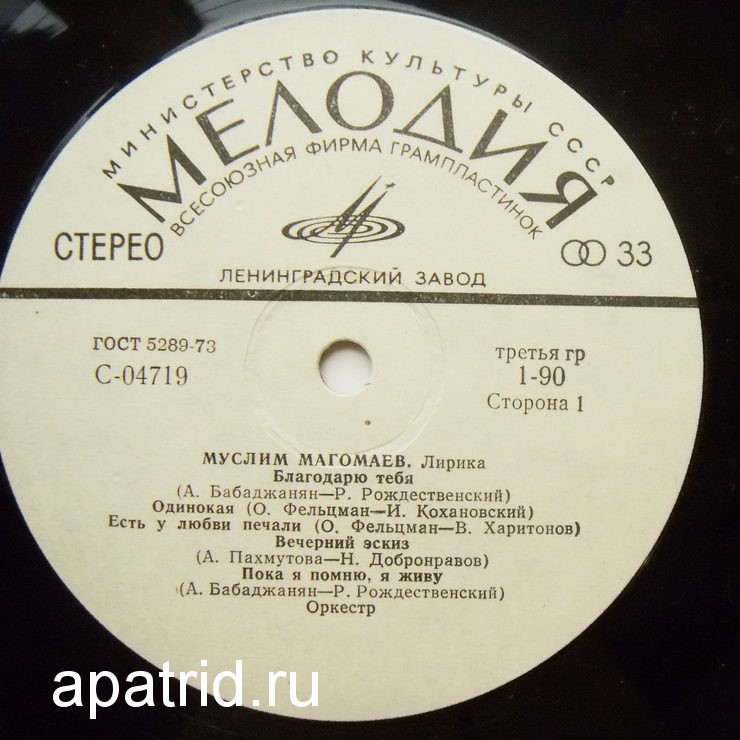 МИНИСТЕРСТВО КУЛЬТУРЫ СССР
МЕЛОДИЯ
ВСЕСОЮЗНАЯ ФИРМА ГРАМПЛАСТИНОК
СТЕРЕО
33
ЛЕНИНГРАДСКИЙ ЗАВОД
ГОСТ 5289-73
С-04719
третья гр
1-90
Сторона 1
МУСЛИМ МАГОМАЕВ. Лирика
Благодарю тебя
(А. Бабаджанян—Р. Рождественский)
Одинокая (О. Фельцман—И. Кохановский)
Есть у любви печали (О. Фельцман—В. Харитонов)
Вечерний эскиз
(А. Пахмутова—Н. Добронравов)
Пока я помню, я живу
(А. Бабаджанян—Р. Рождественский)
Оркестр
apatrid.ru